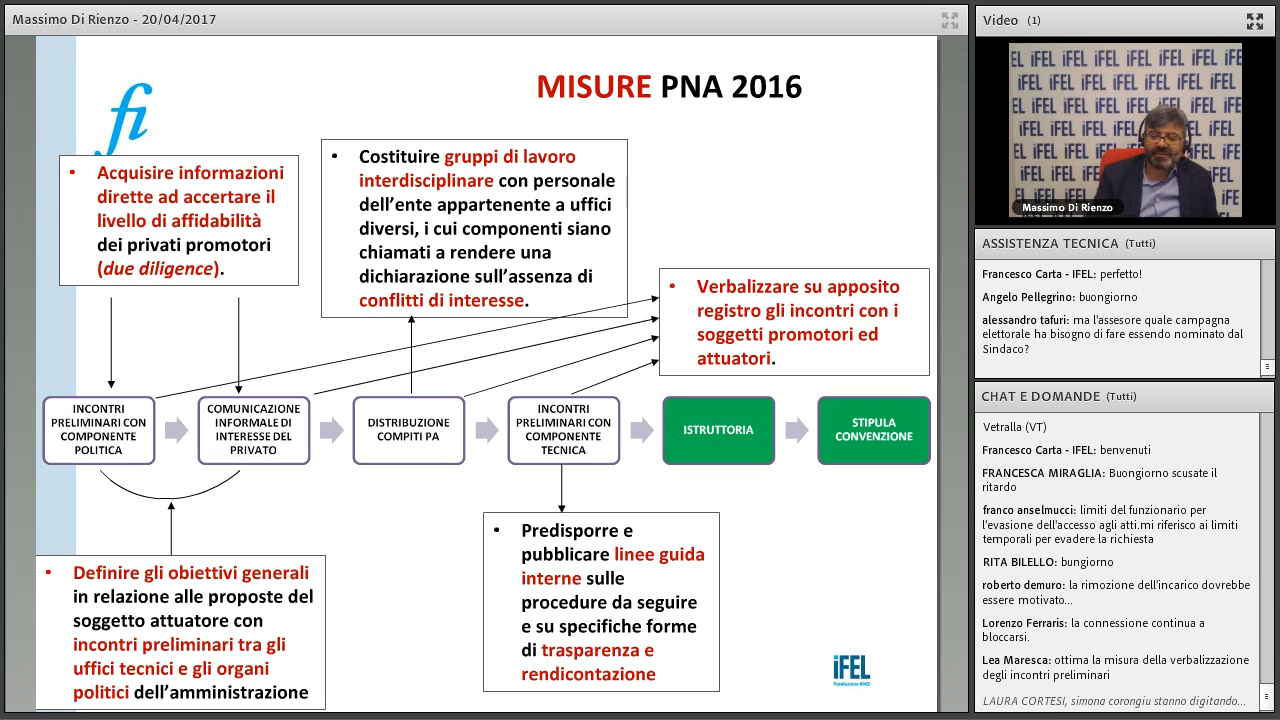 Massimo Di Rienzo - 20/04/2017
fi
MISURE PNA 2016
• Acquisire informazioni
dirette ad accertare il
livello di affidabilità
dei privati promotori
(due diligence).
• Costituire gruppi di lavoro
interdisciplinare con personale
dell'ente appartenente a uffici
diversi, i cui componenti siano
chiamati a rendere una
dichiarazione sull'assenza di
conflitti di interesse.
• Verbalizzare su apposito
registro gli incontri con i
soggetti promotori ed
attuatori.
INCONTRI
PRELIMINARI CON
COMPONENTE
POLITICA
COMUNICAZIONE
INFORMALE DI
INTERESSE DEL
PRIVATO
DISTRIBUZIONE
COMPITI PA
INCONTRI
PRELIMINARI CON
COMPONENTE
TECNICA
ISTRUTTORIA
STIPULA
CONVENZIONE
• Definire gli obiettivi generali
in relazione alle proposte del
soggetto attuatore con
incontri preliminari tra gli
uffici tecnici e gli organi
politici dell'amministrazione
• Predisporre e
pubblicare linee guida
interne sulle
procedure da seguire
e su specifiche forme
di trasparenza e
rendicontazione
iFEL
Fondazione ANCI
Video (1)
iFEL iFEL iFEL iFEL
Massimo Di Rienzo
ASSISTENZA TECNICA (Tutti)
Francesco Carta - IFEL: perfetto!
Angelo Pellegrino: buongiorno
alessandro tafuri: ma l'assesore quale campagna
elettorale ha bisogno di fare essendo nominato dal
Sindaco?
CHAT E DOMANDE (Tutti)
Vetralla (VT)
Francesco Carta - IFEL: benvenuti
FRANCESCA MIRAGLIA: Buongiorno scusate il
ritardo
franco anselmucci: limiti del funzionario per
l'evasione dell'accesso agli atti.mi riferisco ai limiti
temporali per evadere la richiesta
RITA BILELLO: bungiorno
roberto demuro: la rimozione dell'incarico dovrebbe
essere motivato...
Lorenzo Ferraris: la connessione continua a
bloccarsi.
Lea Maresca: ottima la misura della verbalizzazione
degli incontri preliminari
LAURA CORTESI, simona corongiu stanno digitando...